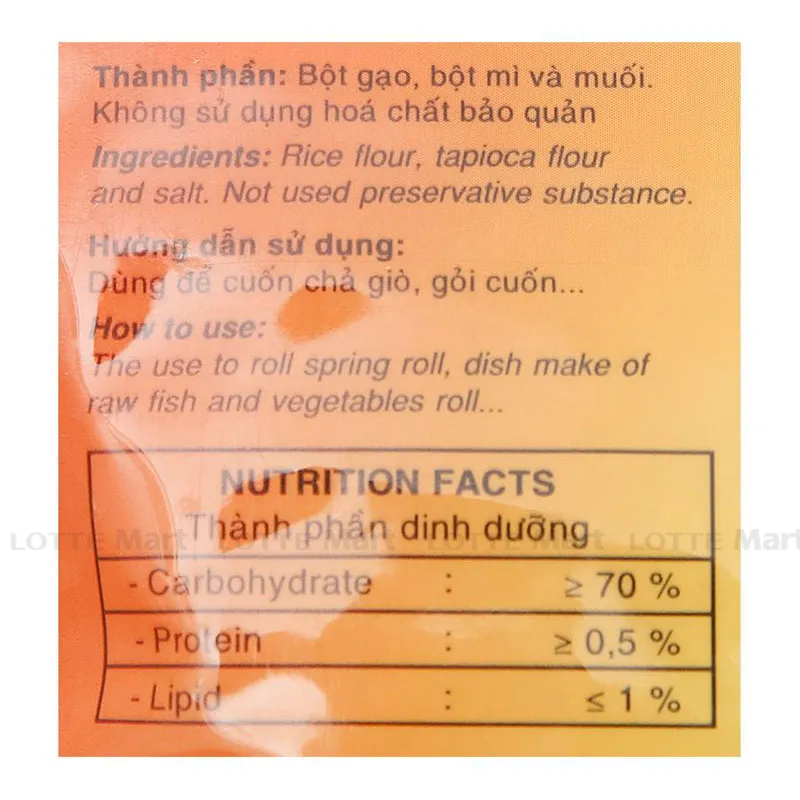 Thành phần: Bột gạo, bột mì và muối.
Không sử dụng hoá chất bảo quản
Ingredients: Rice flour, tapioca flour
and salt. Not used preservative substance.
Hướng dẫn sử dụng:
Dùng để cuốn chả giò, gỏi cuốn...
How to use:
The use to roll spring roll, dish make of
raw fish and vegetables roll...
NUTRITION FACTS
Thành phần dinh dưỡng
LOTTE Mart LOTTE Mart LOTTE Mart LOTTE Mart
- Carbohydrate : ≥ 70 %
- Protein : ≥ 0,5 %
- Lipid : ≤ 1 %